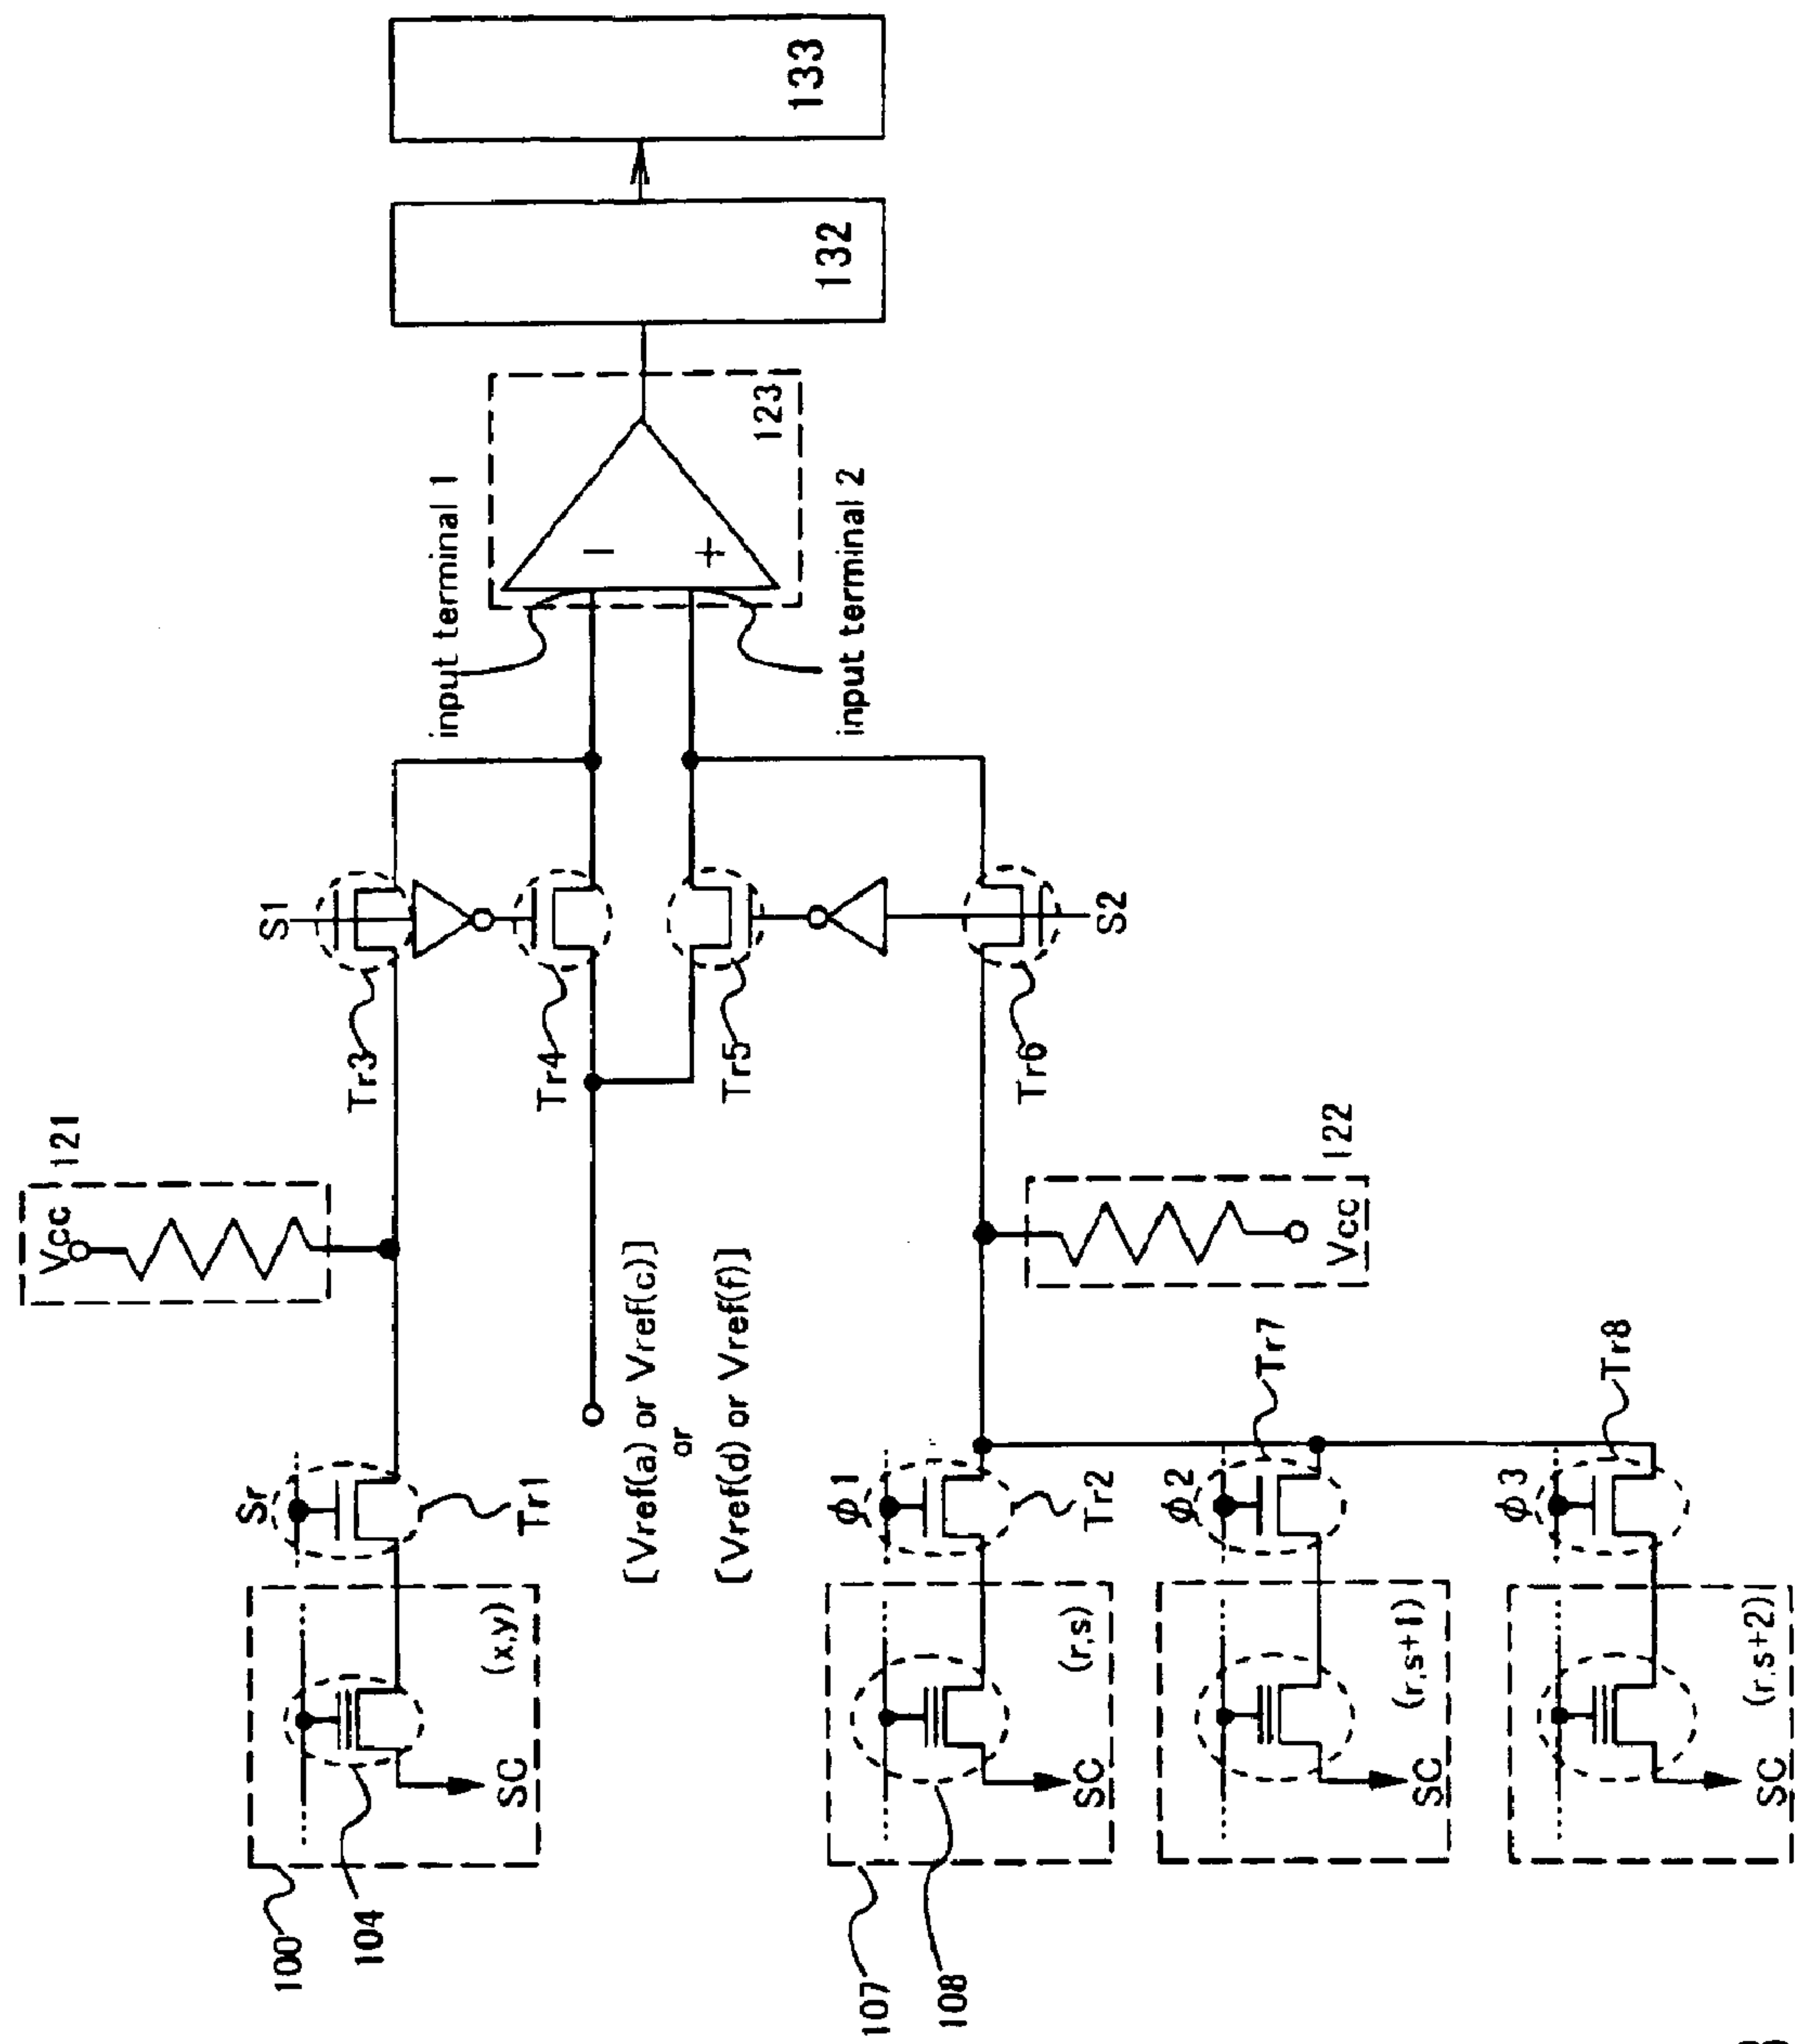 133
132
123
input terminal 1
input terminal 2
S1
S2
Tr3
Tr4
Tr5
Tr6
121
Vcc
122
Vcc
[Vref(a) or Vref(c)]
or
[Vref(d) or Vref(f)]
Sr
Tr1
ϕ1
Tr2
ϕ2
Tr7
ϕ3
Tr8
(x,y)
SC
100
104
(r,s)
SC
107
108
(r,s+1)
SC
(r,s+2)
SC